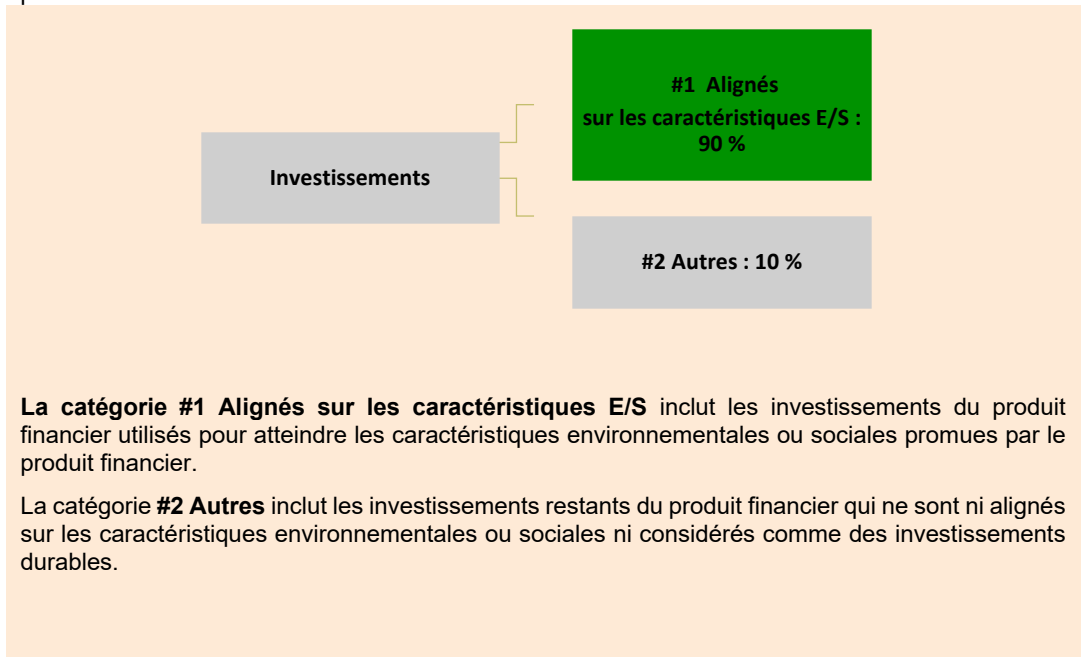 #1 Alignés
sur les caractéristiques E/S :
90 %
Investissements
#2 Autres : 10 %
La catégorie #1 Alignés sur les caractéristiques E/S inclut les investissements du produit
financier utilisés pour atteindre les caractéristiques environnementales ou sociales promues par le
produit financier.
La catégorie #2 Autres inclut les investissements restants du produit financier qui ne sont ni alignés
sur les caractéristiques environnementales ou sociales ni considérés comme des investissements
durables.